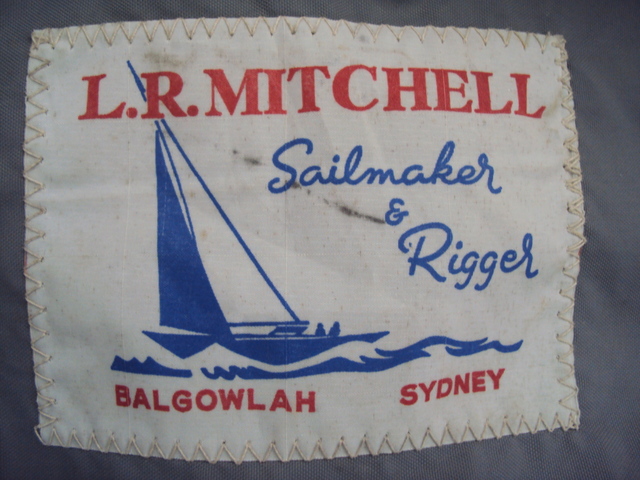 L.R.MITCHELL
Sailmaker
&
Rigger
BALGOWLAH SYDNEY